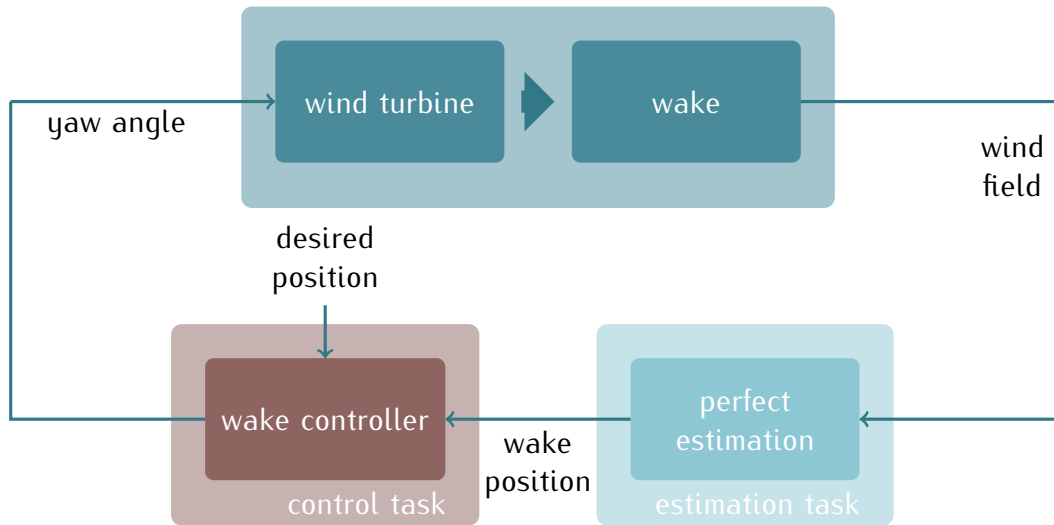 wind turbine
wake
yaw angle
wind
field
desired
position
wake controller
perfect
estimation
wake
position
control task
estimation task